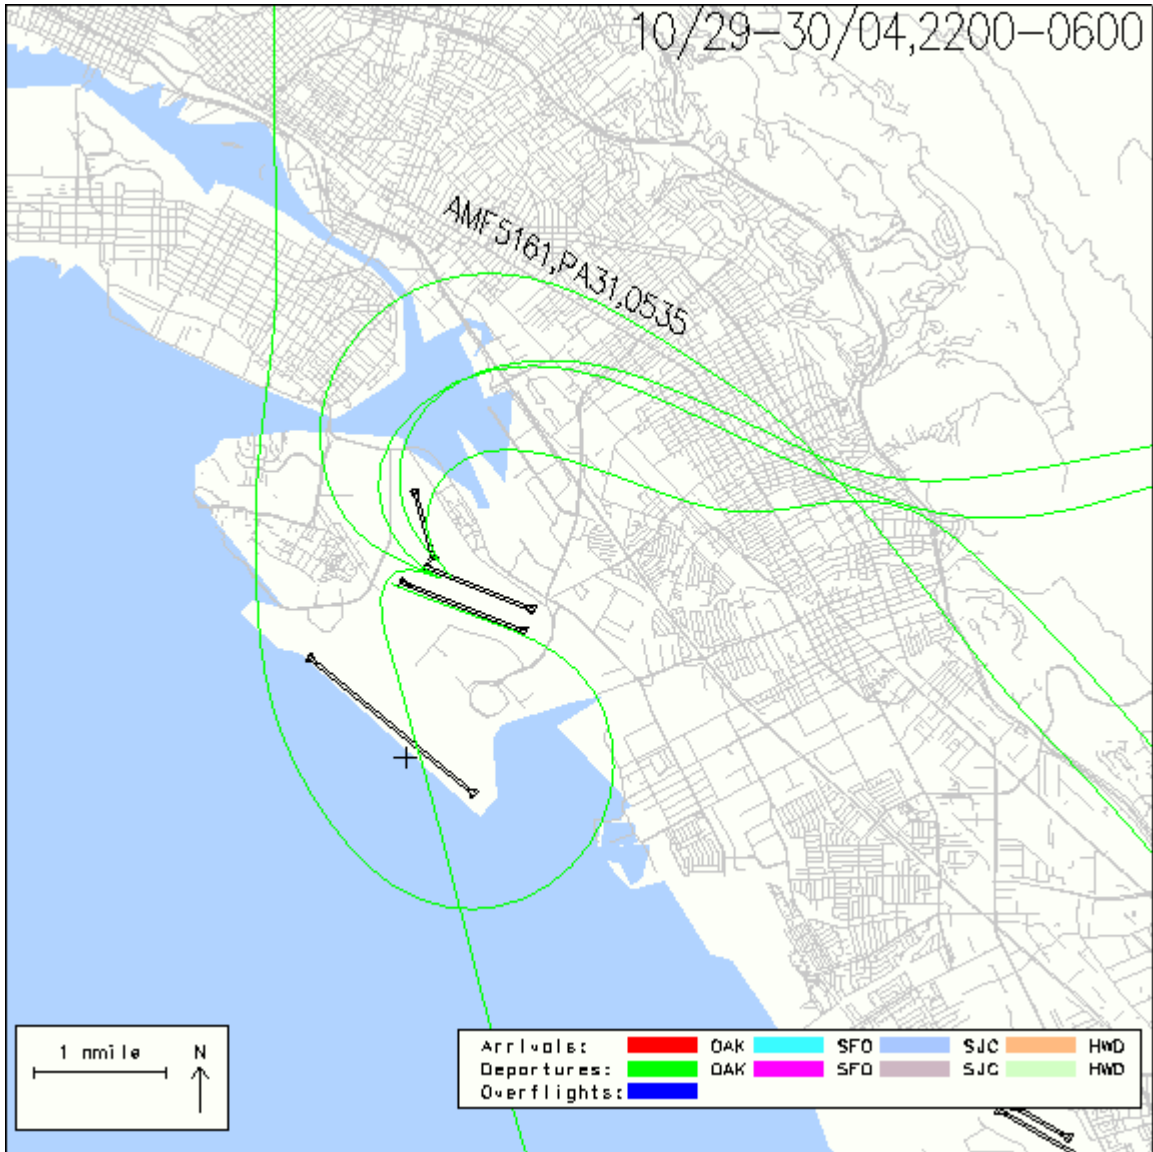 10/29-30/04,2200-0600
AMF5161,PA31,0535
1 nmile N
Arrivals: OAK SFO SJC HWD
Departures: OAK SFO SJC HWD
Overflights: